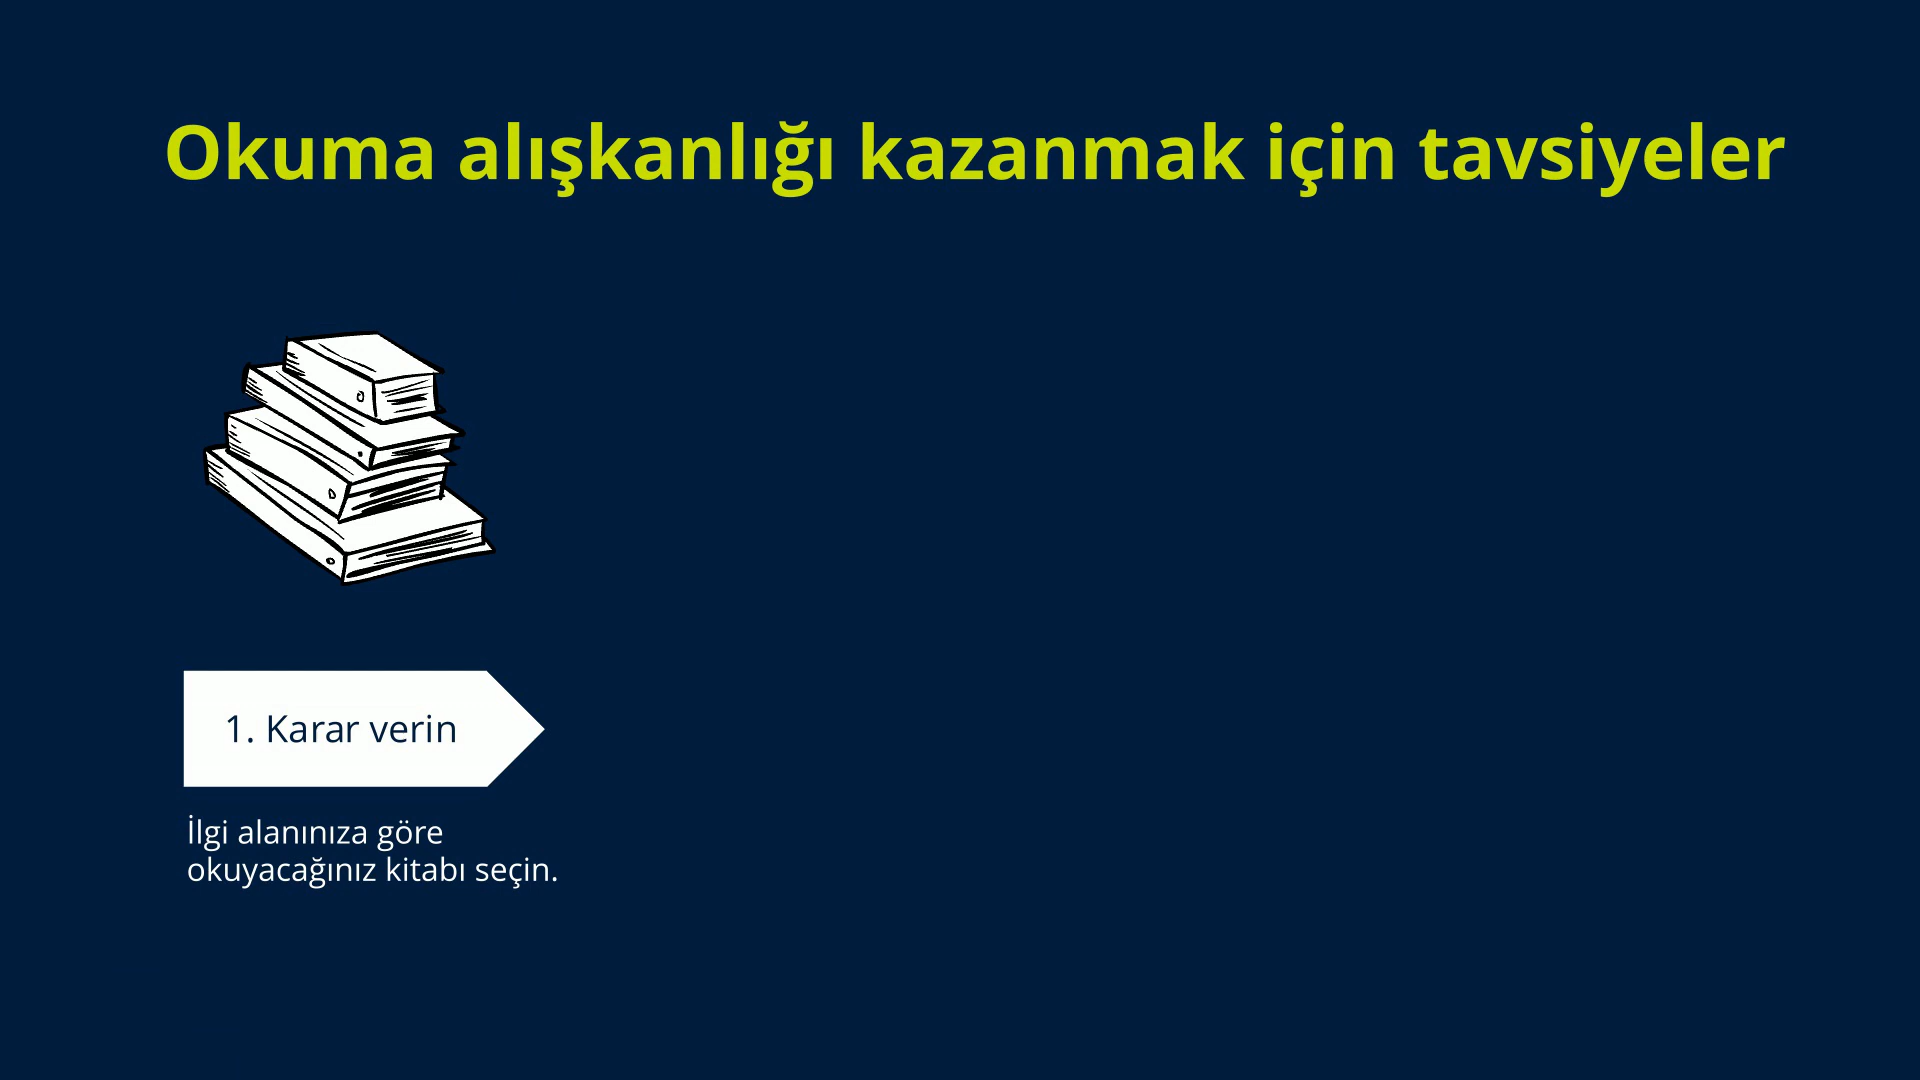 Okuma alışkanlığı kazanmak için tavsiyeler
1. Karar verin
İlgi alanınıza göre
okuyacağınız kitabı seçin.